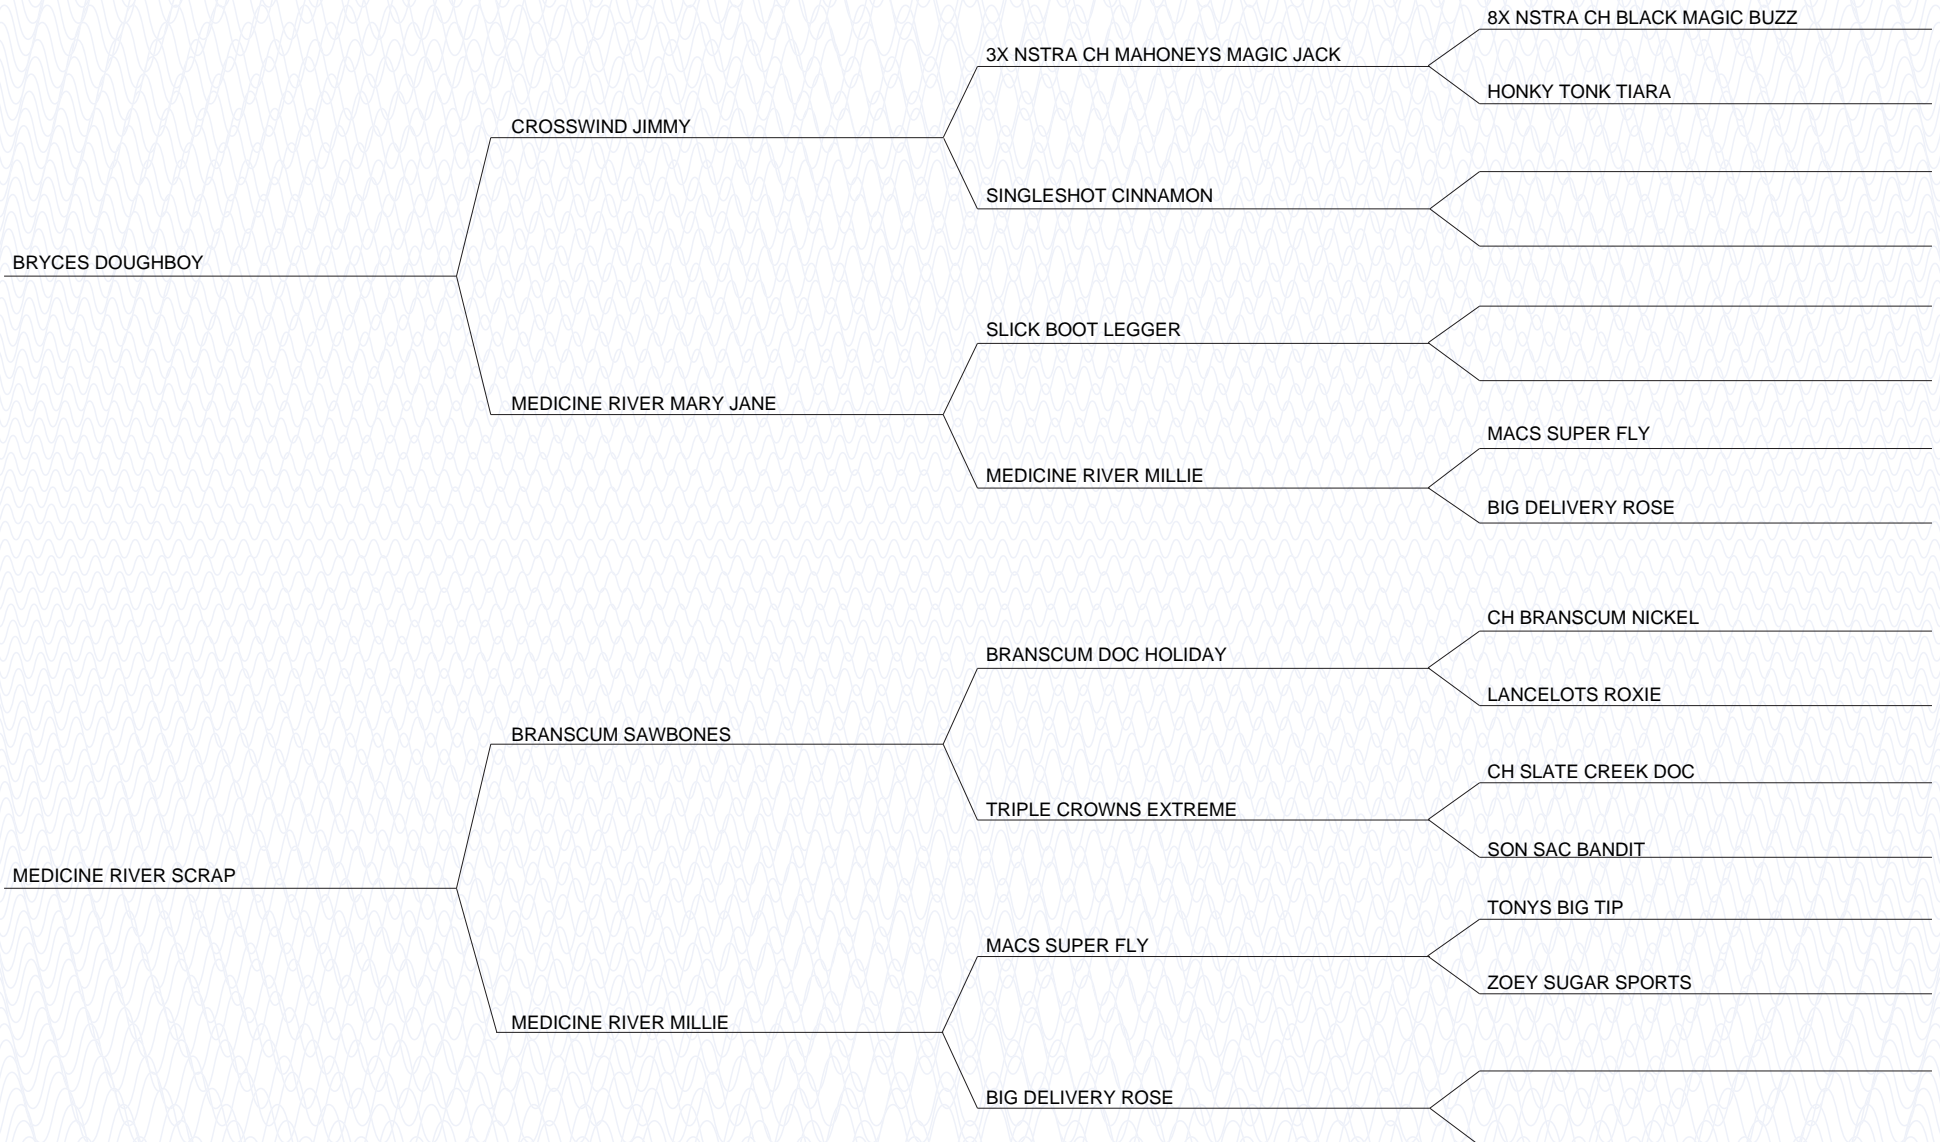 8X NSTRA CH BLACK MAGIC BUZZ
3X NSTRA CH MAHONEYS MAGIC JACK
HONKY TONK TIARA
CROSSWIND JIMMY
SINGLESHOT CINNAMON
BRYCES DOUGHBOY
SLICK BOOT LEGGER
MEDICINE RIVER MARY JANE
MACS SUPER FLY
MEDICINE RIVER MILLIE
BIG DELIVERY ROSE
CH BRANSCUM NICKEL
BRANSCUM DOC HOLIDAY
LANCELOTS ROXIE
BRANSCUM SAWBONES
CH SLATE CREEK DOC
TRIPLE CROWNS EXTREME
SON SAC BANDIT
MEDICINE RIVER SCRAP
TONYS BIG TIP
MACS SUPER FLY
ZOEY SUGAR SPORTS
MEDICINE RIVER MILLIE
BIG DELIVERY ROSE